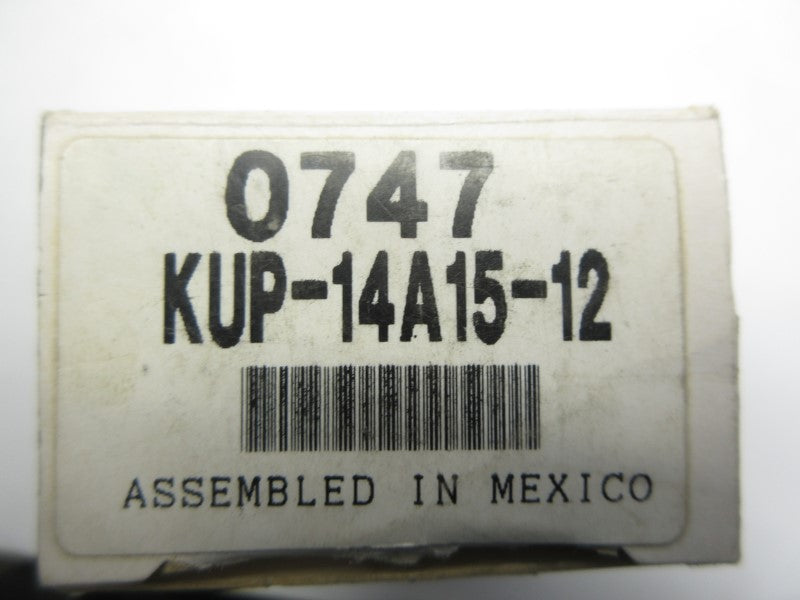 0747
KUP-14A15-12
ASSEMBLED IN MEXICO